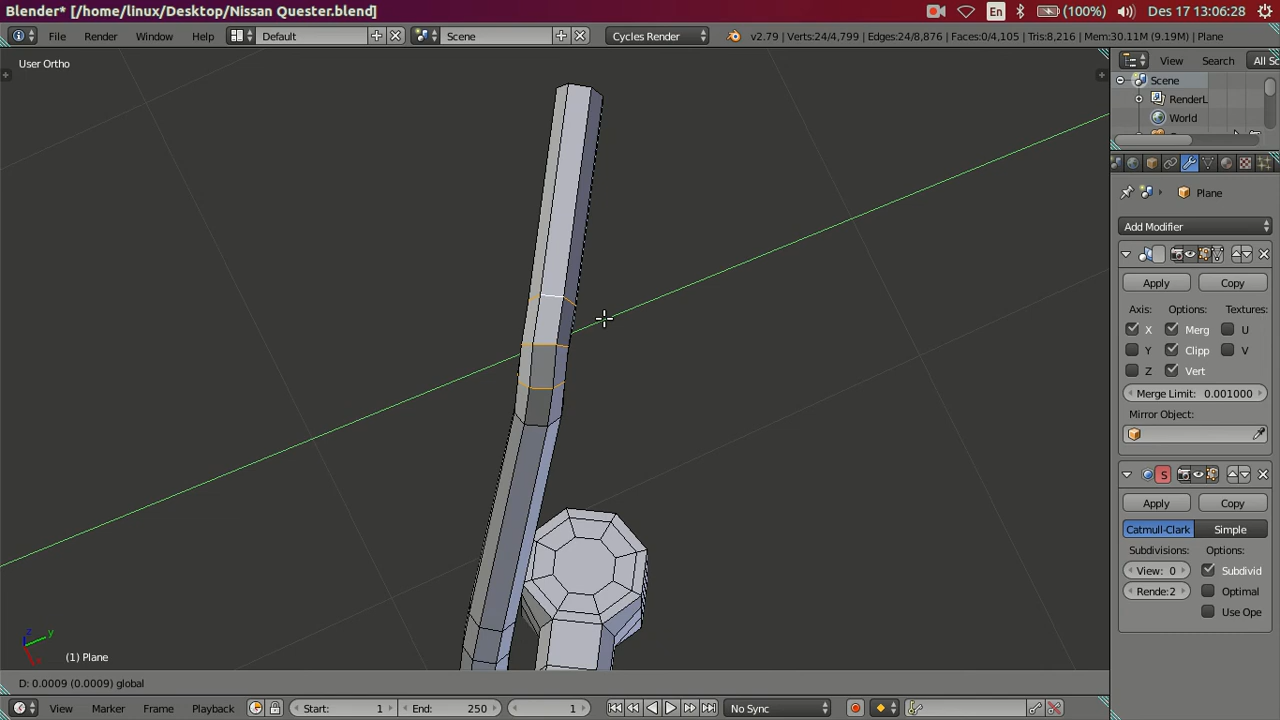 Blender* [/home/linux/Desktop/Nissan Quester.blend]
En (100%) Des 17 13:06:28
File Render Window Help Default Scene Cycles Render v2.79 | Verts:24/4,799 | Edges:24/8,876 | Faces:0/4,105 | Tris:8,216 | Mem:30.11M (9.19M) | Plane
User Ortho
View Search All Sc
Scene
RenderL
World
Plane
Add Modifier
Apply Copy
Axis: Options: Textures:
X Merg U
Y Clipp V
Z Vert
Merge Limit: 0.001000
Mirror Object:
S
Apply Copy
Catmull-Clark Simple
Subdivisions: Options:
View: 0 Subdivid
Rende:2 Optimal
Use Ope
z y x
(1) Plane
D: 0.0009 (0.0009) global
View Marker Frame Playback Start: 1 End: 250 1 No Sync